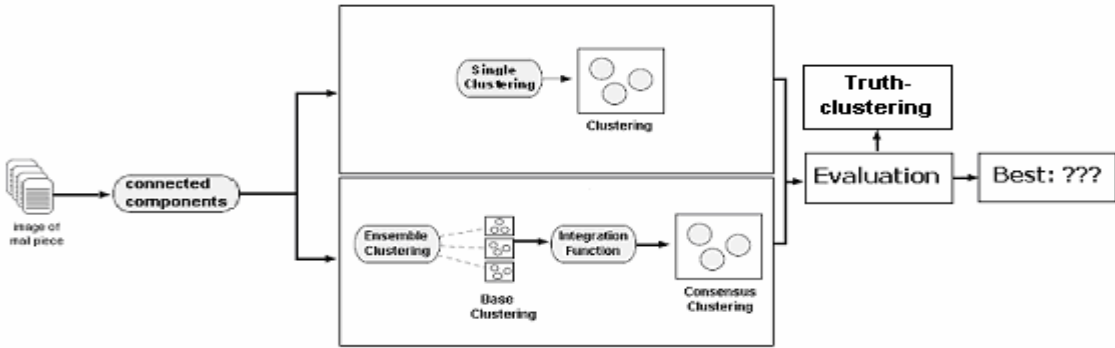 image of
mal piece
connected
components
Single
Clustering
Clustering
Ensemble
Clustering
Base
Clustering
Integration
Function
Consensus
Clustering
Truth-
clustering
Evaluation
Best: ???